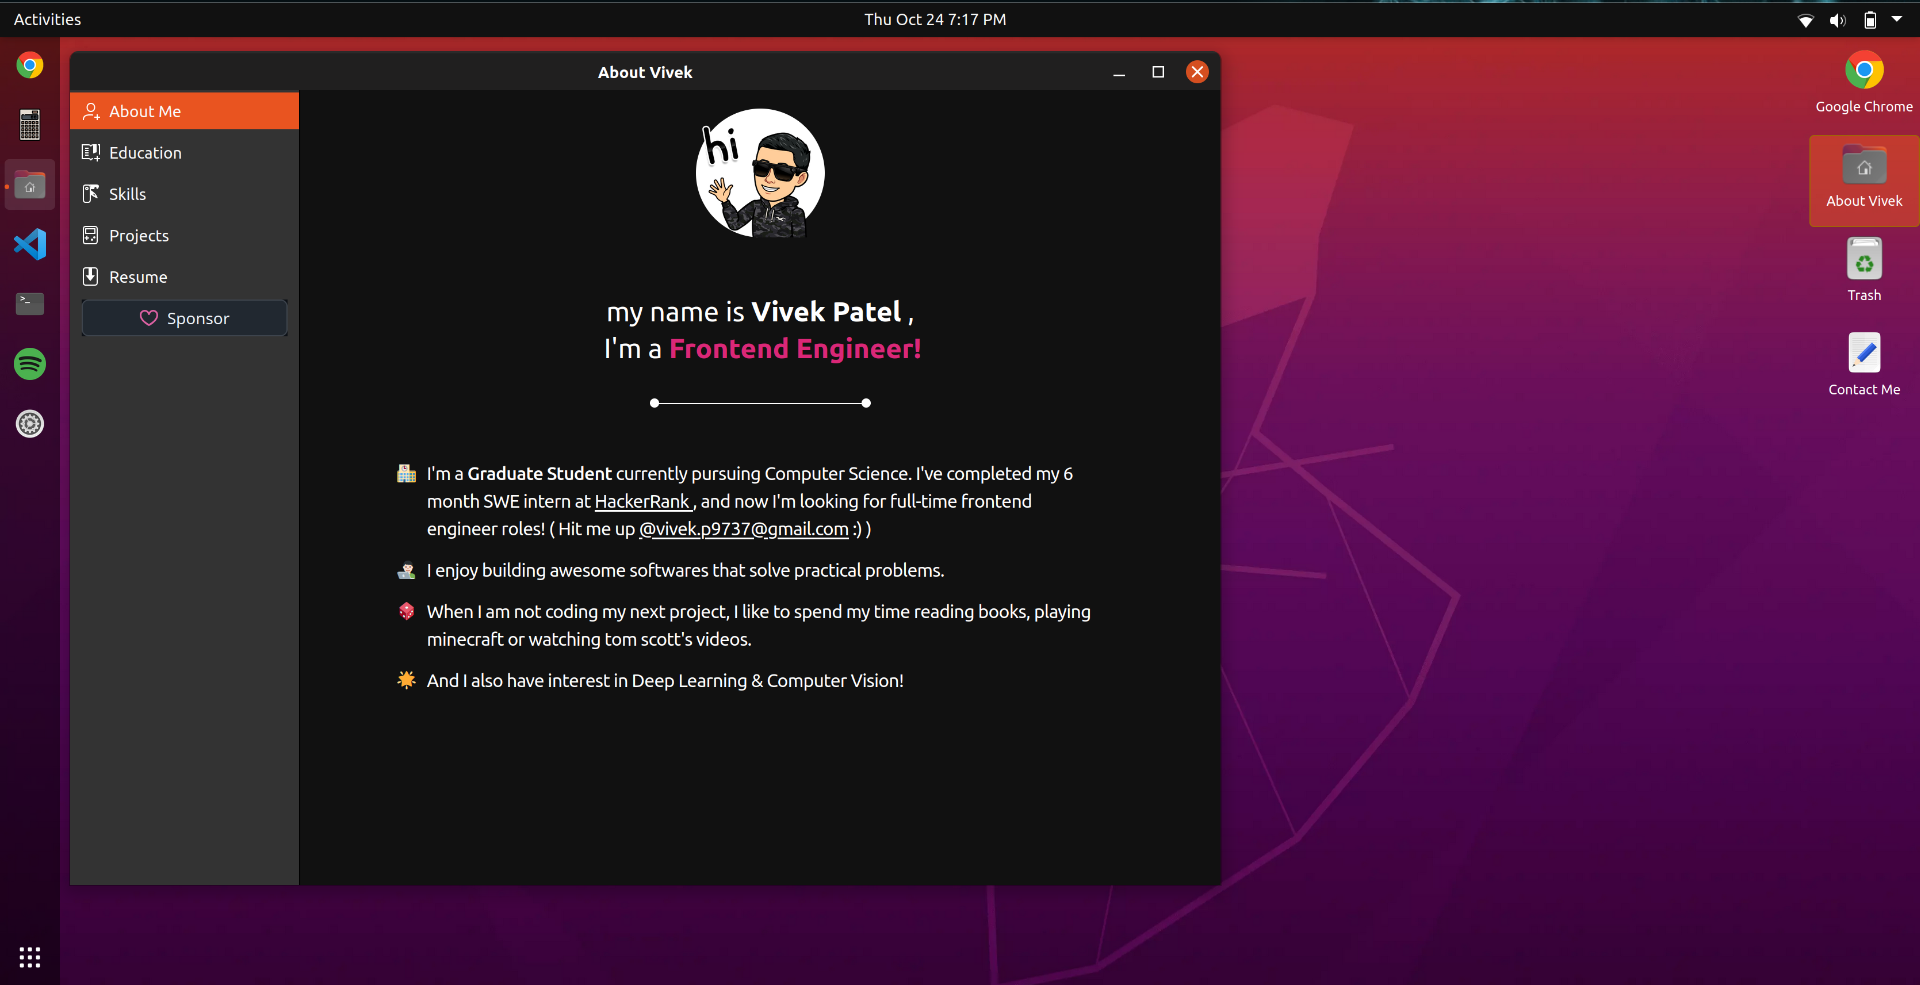 Activities
Thu Oct 24 7:17 PM
About Vivek
About Me
Education
Skills
Projects
Resume
Sponsor
hi
my name is Vivek Patel ,
I'm a Frontend Engineer!
I'm a Graduate Student currently pursuing Computer Science. I've completed my 6
month SWE intern at HackerRank , and now I'm looking for full-time frontend
engineer roles! ( Hit me up @vivek.p9737@gmail.com :) )
I enjoy building awesome softwares that solve practical problems.
When I am not coding my next project, I like to spend my time reading books, playing
minecraft or watching tom scott's videos.
And I also have interest in Deep Learning & Computer Vision!
Google Chrome
About Vivek
Trash
Contact Me